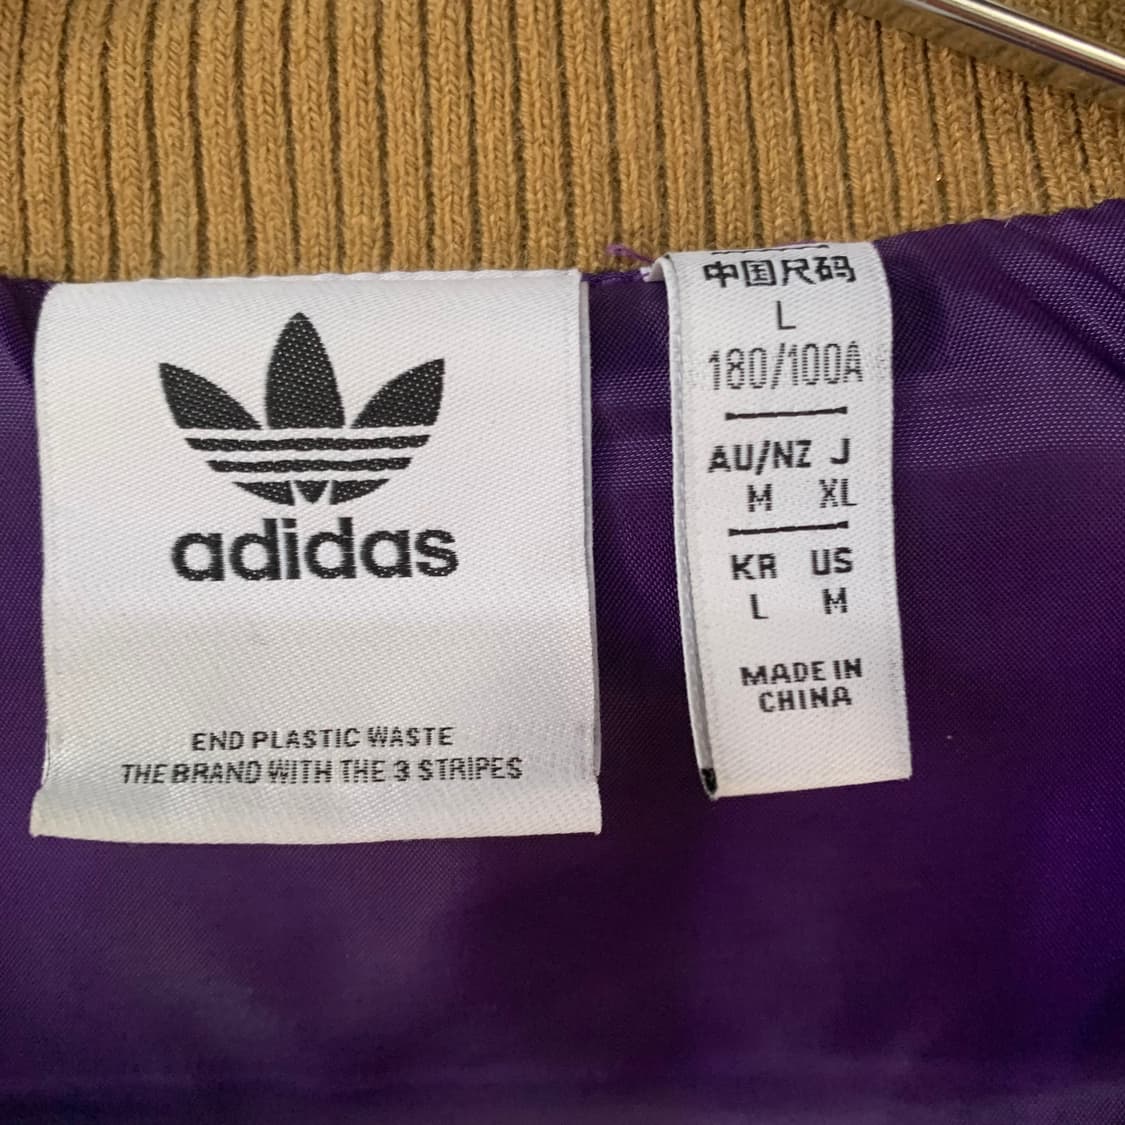 adidas
END PLASTIC WASTE
THE BRAND WITH THE 3 STRIPES
中国尺码
L
180/100A
AU/NZ J
M XL
KR US
L M
MADE IN
CHINA